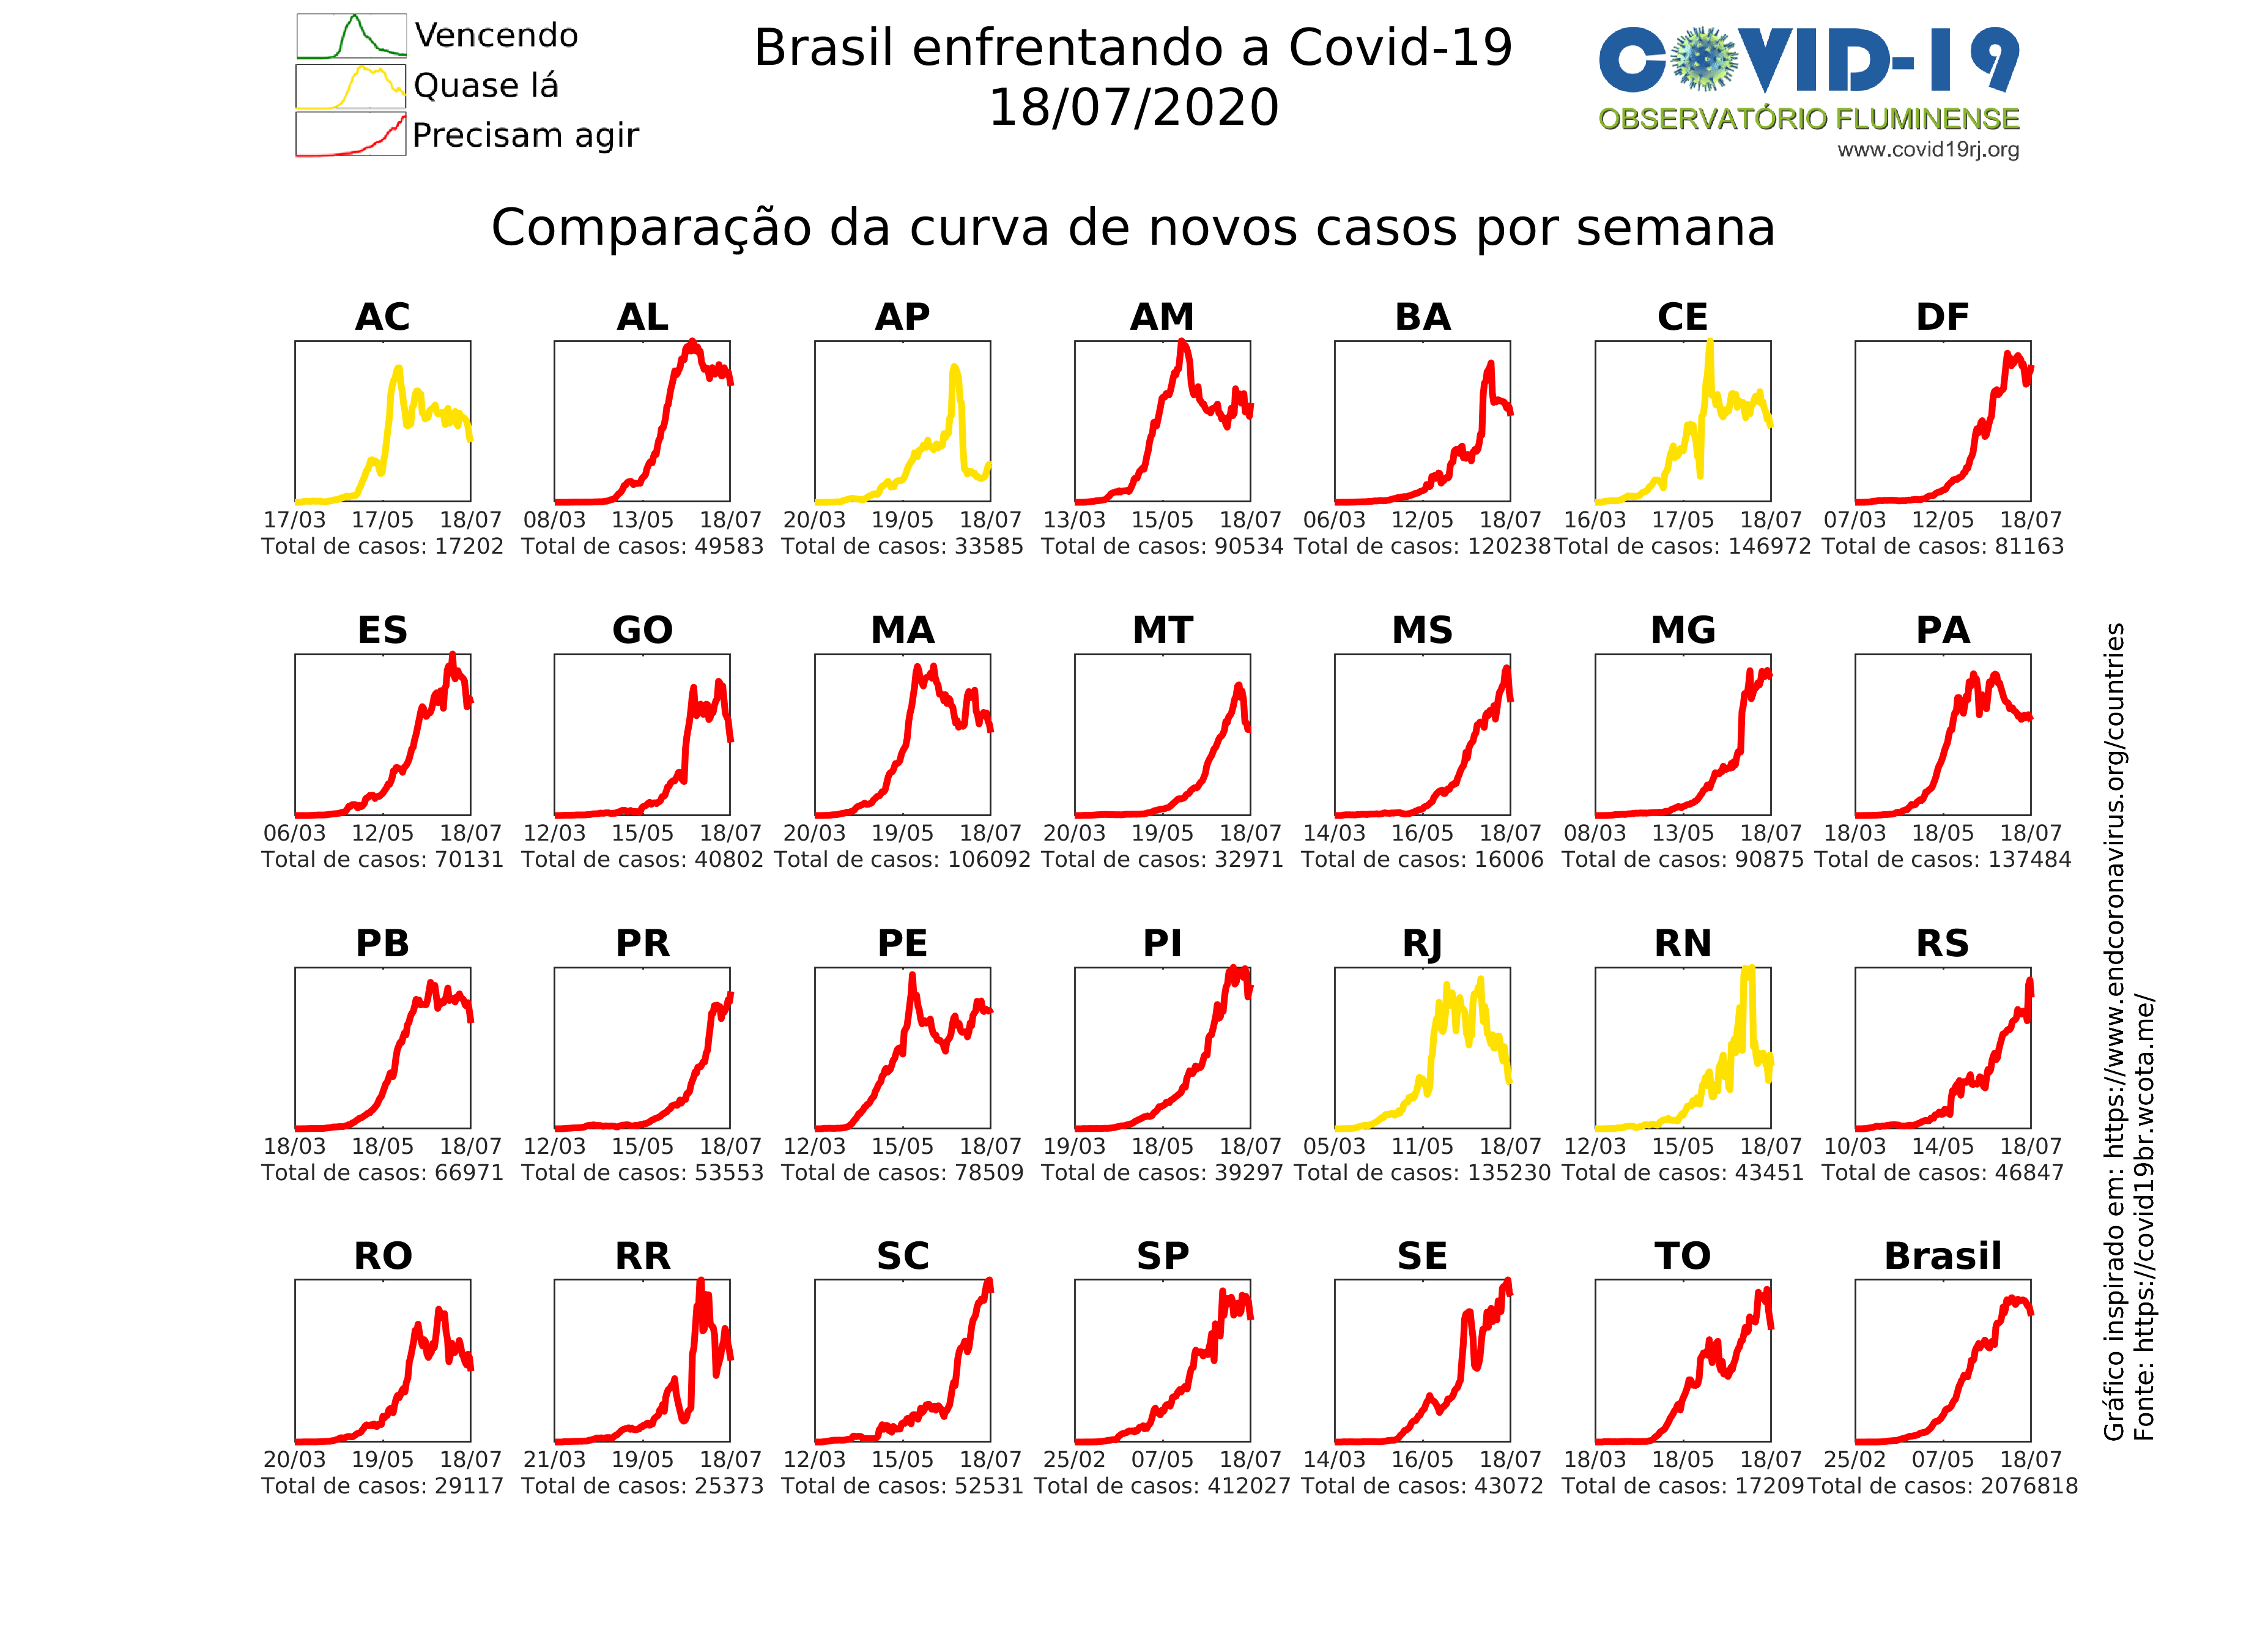 Vencendo
Quase lá
Precisam agir
Brasil enfrentando a Covid-19
18/07/2020
COVID-19
OBSERVATÓRIO FLUMINENSE
www.covid19rj.org
Comparação da curva de novos casos por semana
AC AL AP AM BA CE DF
17/03 17/05 18/07 08/03 13/05 18/07 20/03 19/05 18/07 13/03 15/05 18/07 06/03 12/05 18/07 16/03 17/05 18/07 07/03 12/05 18/07
Total de casos: 17202 Total de casos: 49583 Total de casos: 33585 Total de casos: 90534 Total de casos: 120238 Total de casos: 146972 Total de casos: 81163
ES GO MA MT MS MG PA
06/03 12/05 18/07 12/03 15/05 18/07 20/03 19/05 18/07 20/03 19/05 18/07 14/03 16/05 18/07 08/03 13/05 18/07 18/03 18/05 18/07
Total de casos: 70131 Total de casos: 40802 Total de casos: 106092 Total de casos: 32971 Total de casos: 16006 Total de casos: 90875 Total de casos: 137484
PB PR PE PI RJ RN RS
18/03 18/05 18/07 12/03 15/05 18/07 12/03 15/05 18/07 19/03 18/05 18/07 05/03 11/05 18/07 12/03 15/05 18/07 10/03 14/05 18/07
Total de casos: 66971 Total de casos: 53553 Total de casos: 78509 Total de casos: 39297 Total de casos: 135230 Total de casos: 43451 Total de casos: 46847
RO RR SC SP SE TO Brasil
20/03 19/05 18/07 21/03 19/05 18/07 12/03 15/05 18/07 25/02 07/05 18/07 14/03 16/05 18/07 18/03 18/05 18/07 25/02 07/05 18/07
Total de casos: 29117 Total de casos: 25373 Total de casos: 52531 Total de casos: 412027 Total de casos: 43072 Total de casos: 17209 Total de casos: 2076818
Gráfico inspirado em: https://www.endcoronavirus.org/countries
Fonte: https://covid19br.wcota.me/